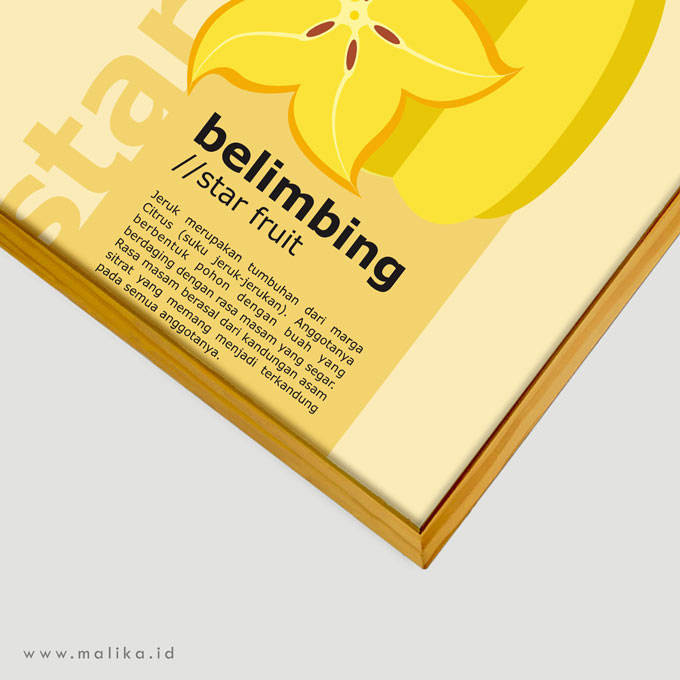 star
belimbing
//star fruit
Jeruk merupakan tumbuhan dari marga
Citrus (suku jeruk-jerukan). Anggotanya
berbentuk pohon dengan buah yang
berdaging dengan rasa masam yang segar.
Rasa masam berasal dari kandungan asam
sitrat yang memang menjadi terkandung
pada semua anggotanya.
www.malika.id